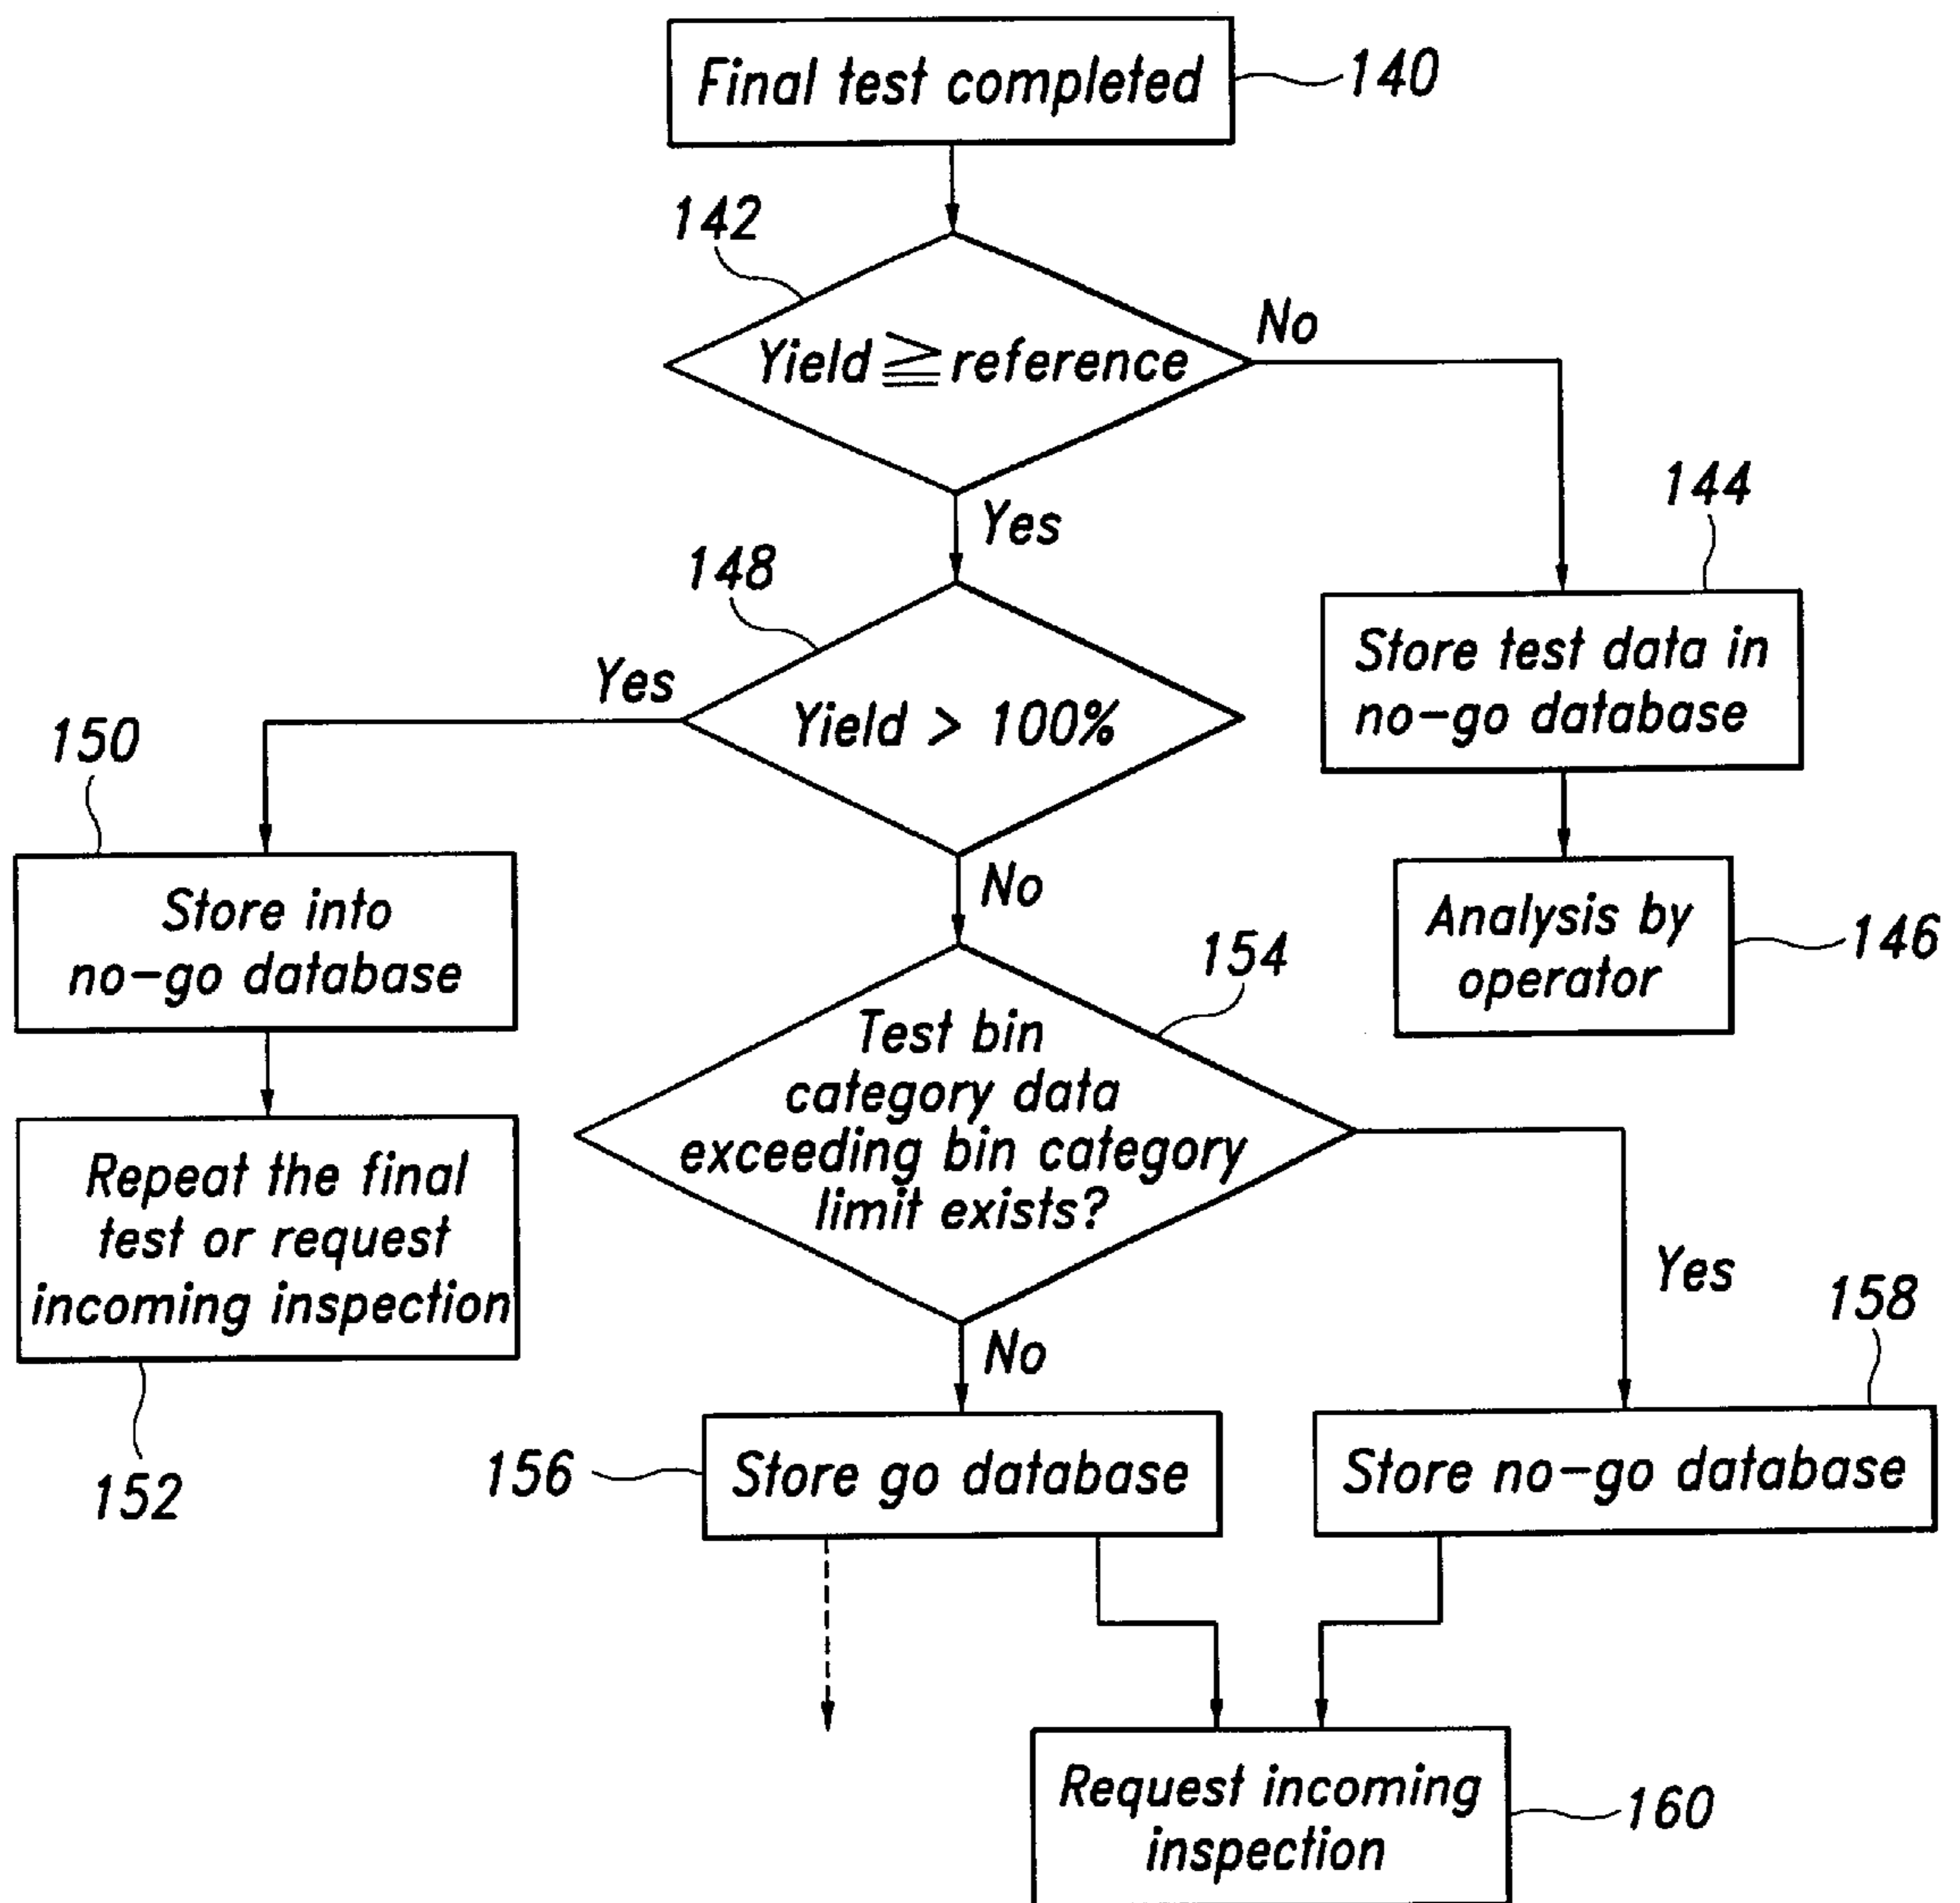 Final test completed
140
142
Yield ≧ reference
No
Yes
144
148
Yes
Yield > 100%
Store test data in
no-go database
150
No
Store into
no-go database
154
Analysis by
operator
146
Test bin
category data
exceeding bin category
limit exists?
Repeat the final
test or request
incoming inspection
Yes
152
No
158
156
Store go database
Store no-go database
Request incoming
inspection
160